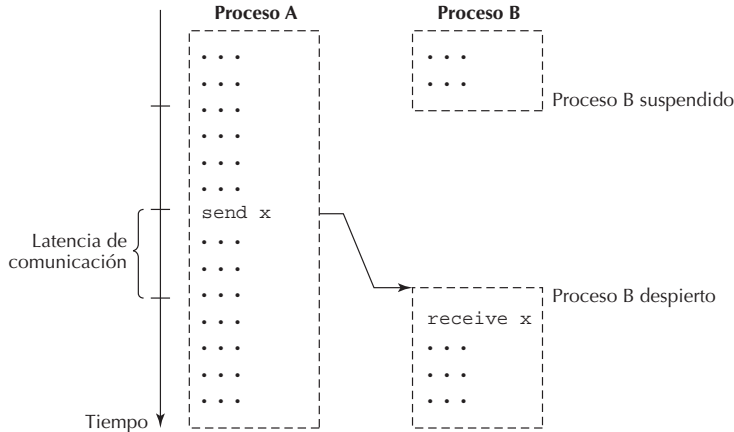 Proceso A
Proceso B
. . .
. . .
. . .
. . .
. . .
. . .
send x
. . .
. . .
. . .
. . .
. . .
. . .
. . .
. . .
. . .
Proceso B suspendido
Latencia de
comunicación
Proceso B despierto
receive x
. . .
. . .
. . .
Tiempo